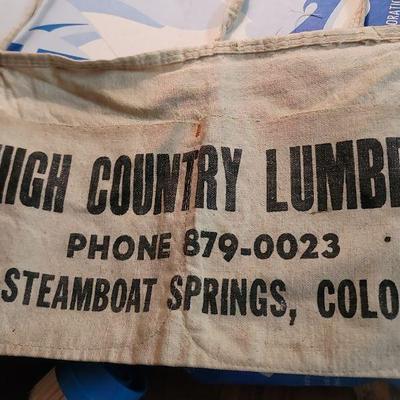 HIGH COUNTRY LUMBE
PHONE 879-0023
STEAMBOAT SPRINGS, COLO